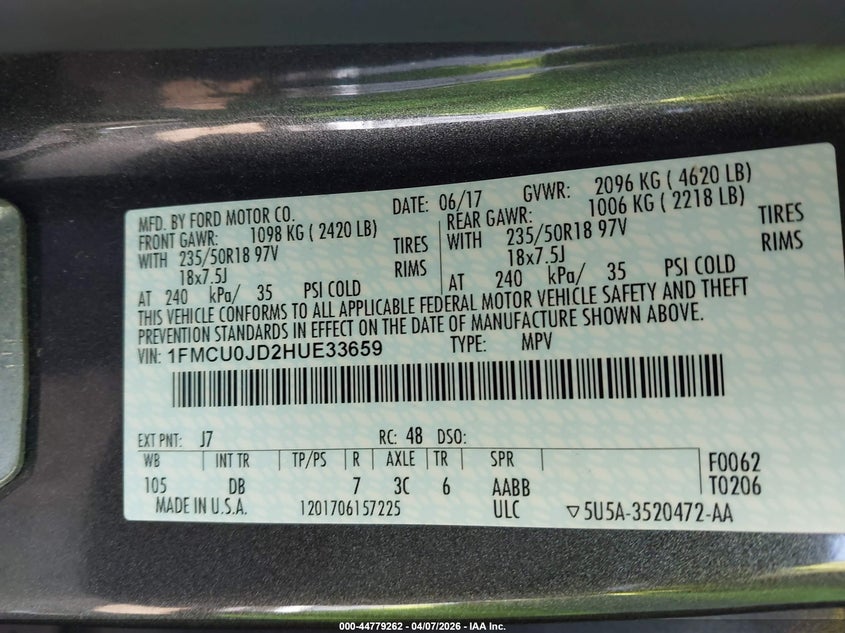 MFD. BY FORD MOTOR CO. DATE: 06/17 GVWR: 2096 KG ( 4620 LB)
FRONT GAWR: 1098 KG ( 2420 LB) REAR GAWR: 1006 KG ( 2218 LB)
WITH 235/50R18 97V TIRES WITH 235/50R18 97V TIRES
18x7.5J RIMS 18x7.5J RIMS
AT 240 kPa/ 35 PSI COLD AT 240 kPa/ 35 PSI COLD
THIS VEHICLE CONFORMS TO ALL APPLICABLE FEDERAL MOTOR VEHICLE SAFETY AND THEFT
PREVENTION STANDARDS IN EFFECT ON THE DATE OF MANUFACTURE SHOWN ABOVE.
VIN: 1FMCU0JD2HUE33659 TYPE: MPV
EXT PNT: J7 RC: 48 DSO:
WB INT TR TP/PS R AXLE TR SPR F0062
105 DB 7 3C 6 AABB T0206
MADE IN U.S.A. 1201706157225 ULC ▽5U5A-3520472-AA
000-44779262 - 04/07/2026 - IAA Inc.